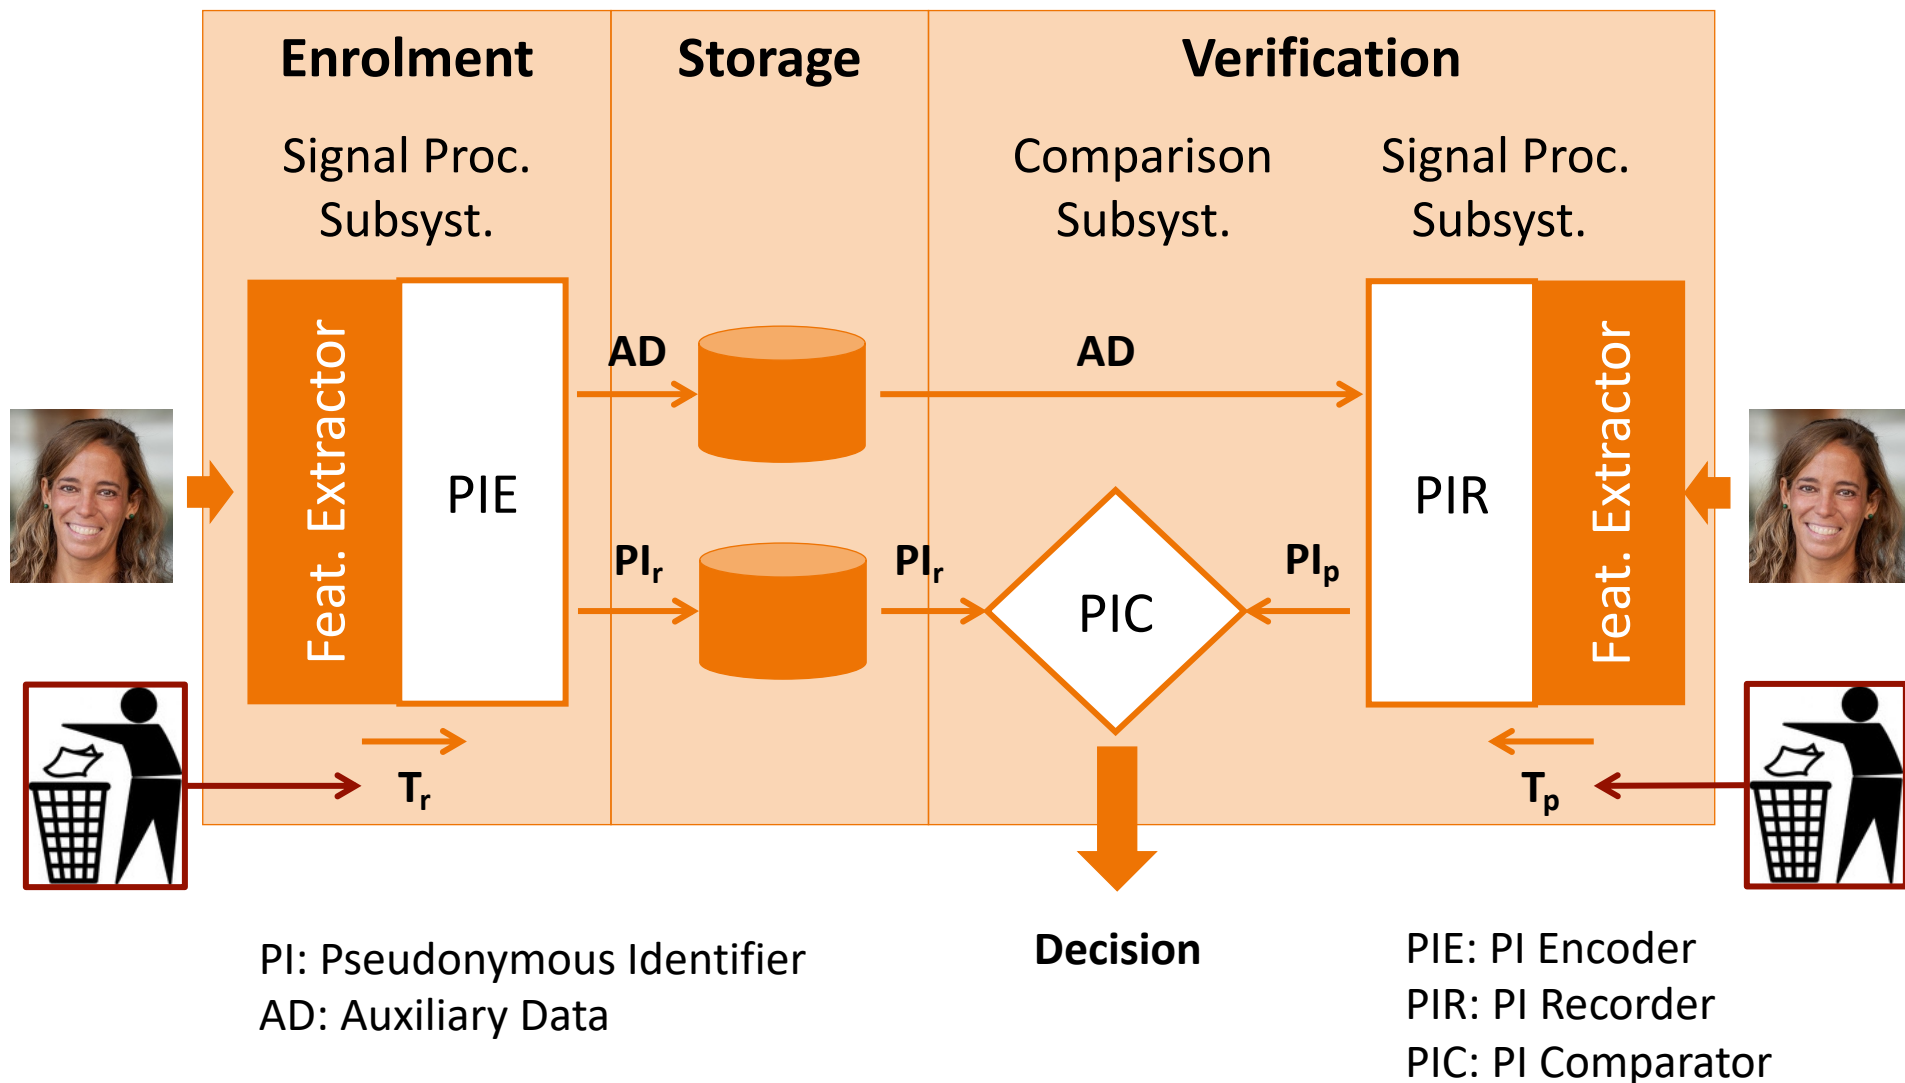 Enrolment
Storage
Verification
Signal Proc.
Subsyst.
Comparison
Subsyst.
Signal Proc.
Subsyst.
Feat. Extractor
PIE
AD
AD
PIR
Feat. Extractor
PIr
PIr
PIC
PIp
Tr
Tp
Decision
PI: Pseudonymous Identifier
AD: Auxiliary Data
PIE: PI Encoder
PIR: PI Recorder
PIC: PI Comparator